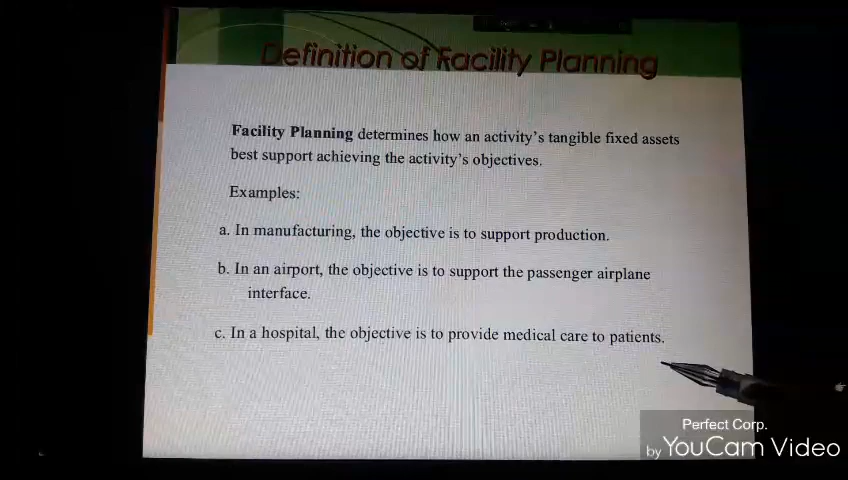 Definition of Facility Planning
Facility Planning determines how an activity's tangible fixed assets
best support achieving the activity's objectives.
Examples:
a. In manufacturing, the objective is to support production.
b. In an airport, the objective is to support the passenger airplane
interface.
c. In a hospital, the objective is to provide medical care to patients.
Perfect Corp.
by YouCam Video